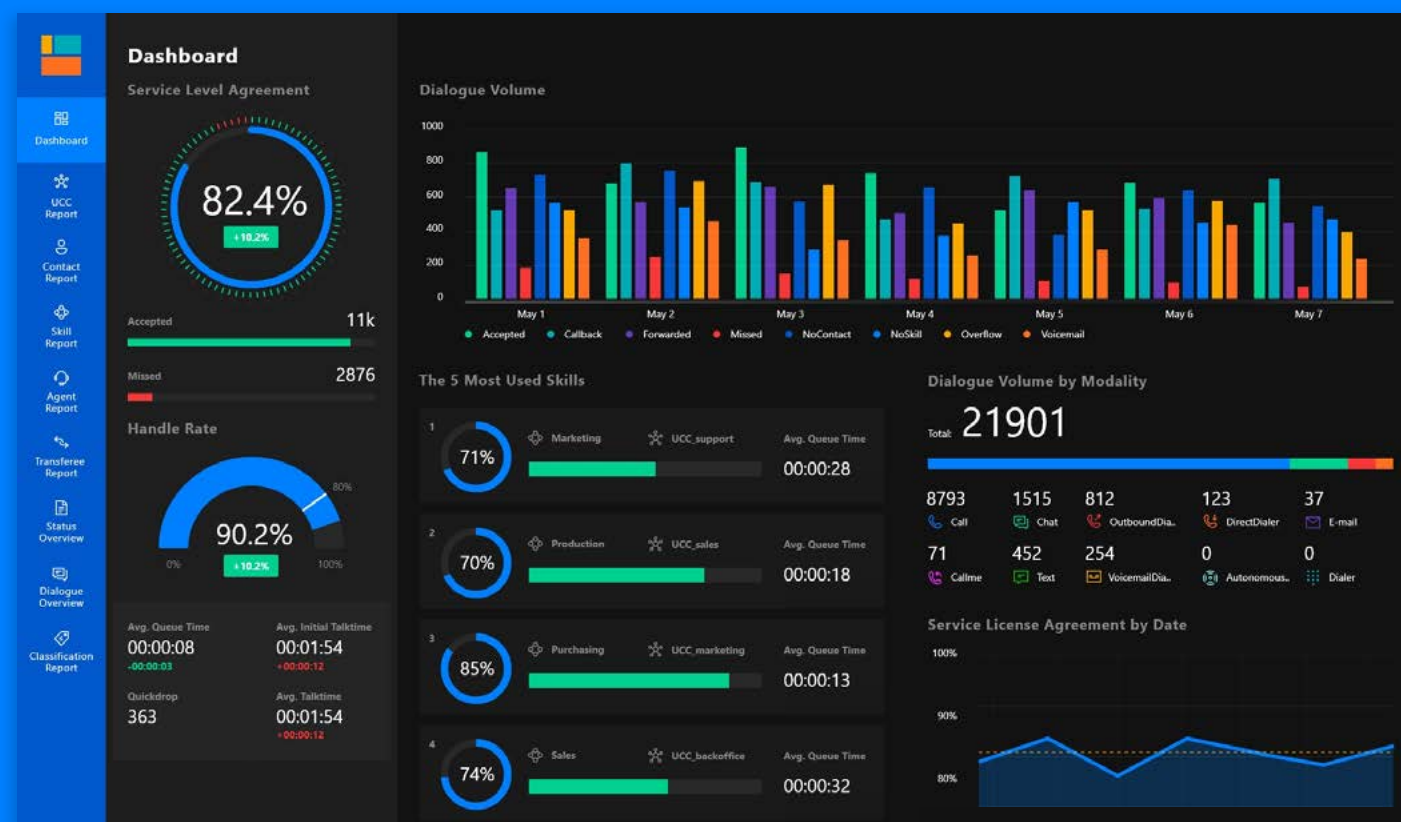 Dashboard
Service Level Agreement
82.4%
+10.2%
Accepted 11k
Missed 2876
Handle Rate
80%
90.2%
0% +10.2% 100%
Avg. Queue Time Avg. Initial Talktime
00:00:08 00:01:54
-00:00:03 +00:00:12
Quickdrop Avg. Talktime
363 00:01:54
+00:00:12
Dashboard
UCC
Report
Contact
Report
Skill
Report
Agent
Report
Transferee
Report
Status
Overview
Dialogue
Overview
Classification
Report
Dialogue Volume
1000
800
600
400
200
0
May 1 May 2 May 3 May 4 May 5 May 6 May 7
Accepted Callback Forwarded Missed NoContact NoSkill Overflow Voicemail
The 5 Most Used Skills
1 Marketing UCC_support Avg. Queue Time
71% 00:00:28
2 Production UCC_sales Avg. Queue Time
70% 00:00:18
3 Purchasing UCC_marketing Avg. Queue Time
85% 00:00:13
4 Sales UCC_backoffice Avg. Queue Time
74% 00:00:32
Dialogue Volume by Modality
Total: 21901
8793 1515 812 123 37
Call Chat OutboundDia.. DirectDialer E-mail
71 452 254 0 0
Callme Text VoicemailDia.. Autonomous.. Dialer
Service License Agreement by Date
100%
90%
80%